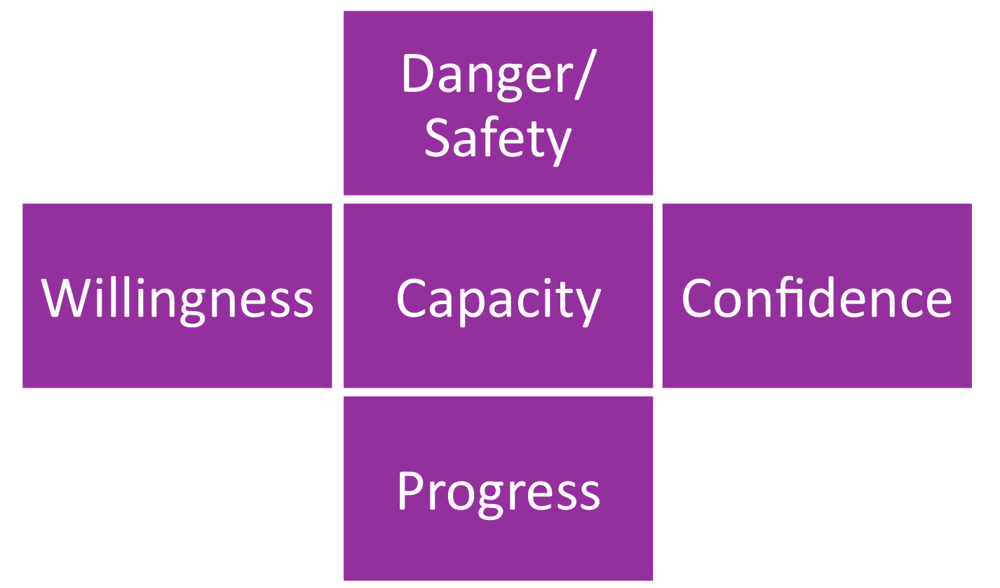 Danger/
Safety
Willingness
Capacity
Confidence
Progress